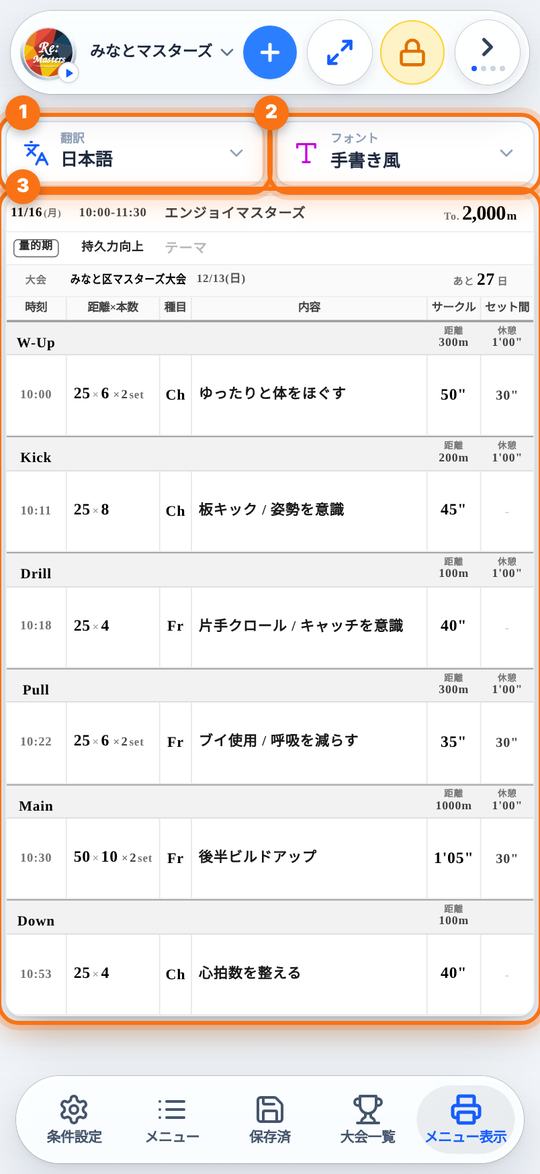 Re:
Masters
みなとマスターズ
1
2
翻訳
日本語
フォント
手書き風
3
11/16(月) 10:00-11:30 エンジョイマスターズ To. 2,000m
量的期 持久力向上 テーマ
大会 みなと区マスターズ大会 12/13(日) あと 27 日
時刻 距離×本数 種目 内容 サークル セット間
W-Up 距離 300m 休憩 1'00"
10:00 25×6 ×2set Ch ゆったりと体をほぐす 50" 30"
Kick 距離 200m 休憩 1'00"
10:11 25×8 Ch 板キック / 姿勢を意識 45" -
Drill 距離 100m 休憩 1'00"
10:18 25×4 Fr 片手クロール / キャッチを意識 40" -
Pull 距離 300m 休憩 1'00"
10:22 25×6 ×2set Fr ブイ使用 / 呼吸を減らす 35" 30"
Main 距離 1000m 休憩 1'00"
10:30 50×10 ×2set Fr 後半ビルドアップ 1'05" 30"
Down 距離 100m
10:53 25×4 Ch 心拍数を整える 40" -
条件設定 メニュー 保存済 大会一覧 メニュー表示